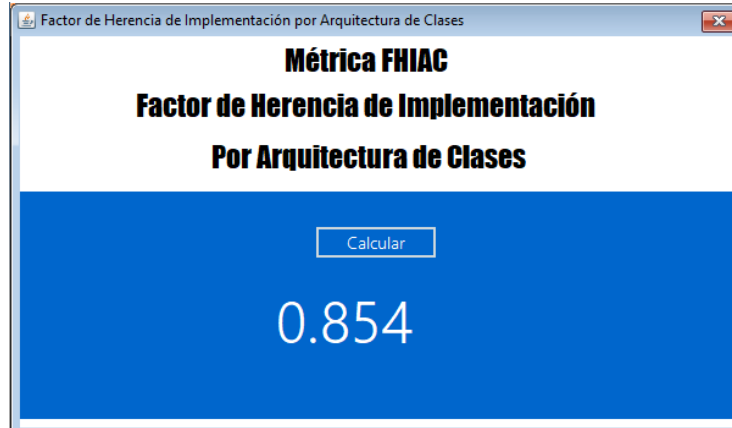 Factor de Herencia de Implementación por Arquitectura de Clases
Métrica FHIAC
Factor de Herencia de Implementación
Por Arquitectura de Clases
Calcular
0.854